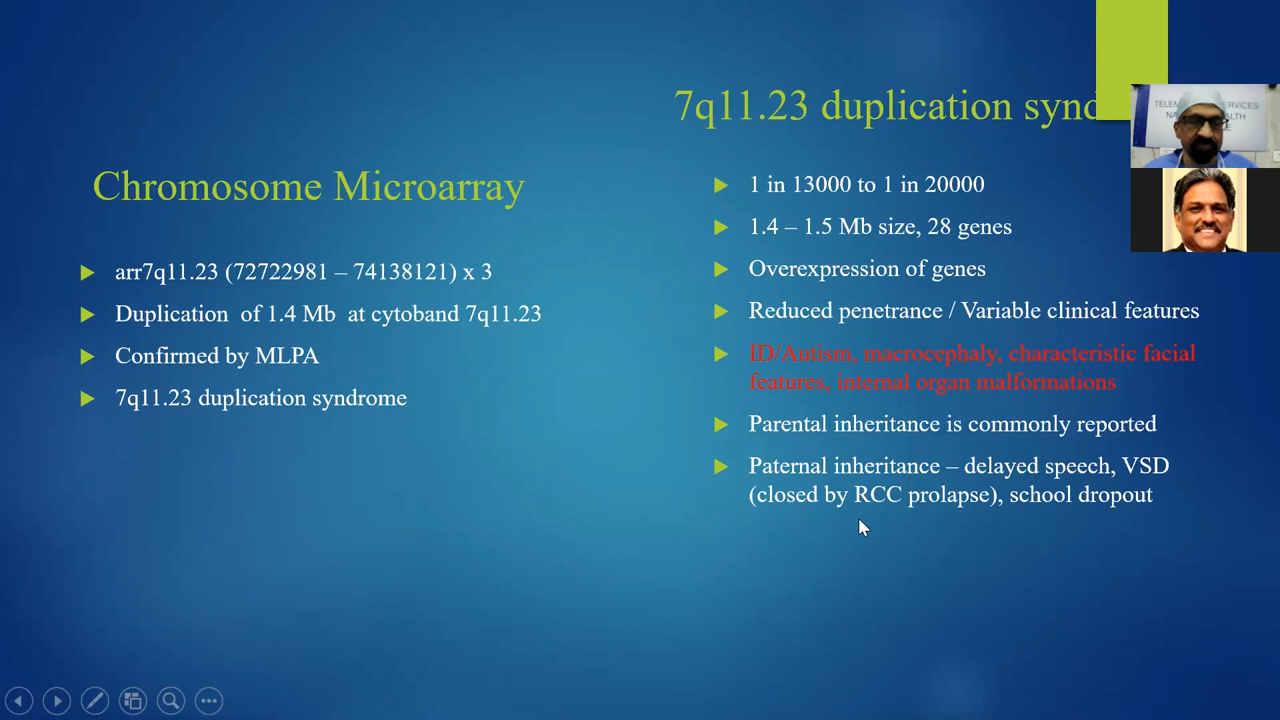 Chromosome Microarray
arr7q11.23 (72722981 – 74138121) x 3
Duplication of 1.4 Mb at cytoband 7q11.23
Confirmed by MLPA
7q11.23 duplication syndrome
7q11.23 duplication synd
1 in 13000 to 1 in 20000
1.4 – 1.5 Mb size, 28 genes
Overexpression of genes
Reduced penetrance / Variable clinical features
ID/Autism, macrocephaly, characteristic facial
features, internal organ malformations
Parental inheritance is commonly reported
Paternal inheritance – delayed speech, VSD
(closed by RCC prolapse), school dropout